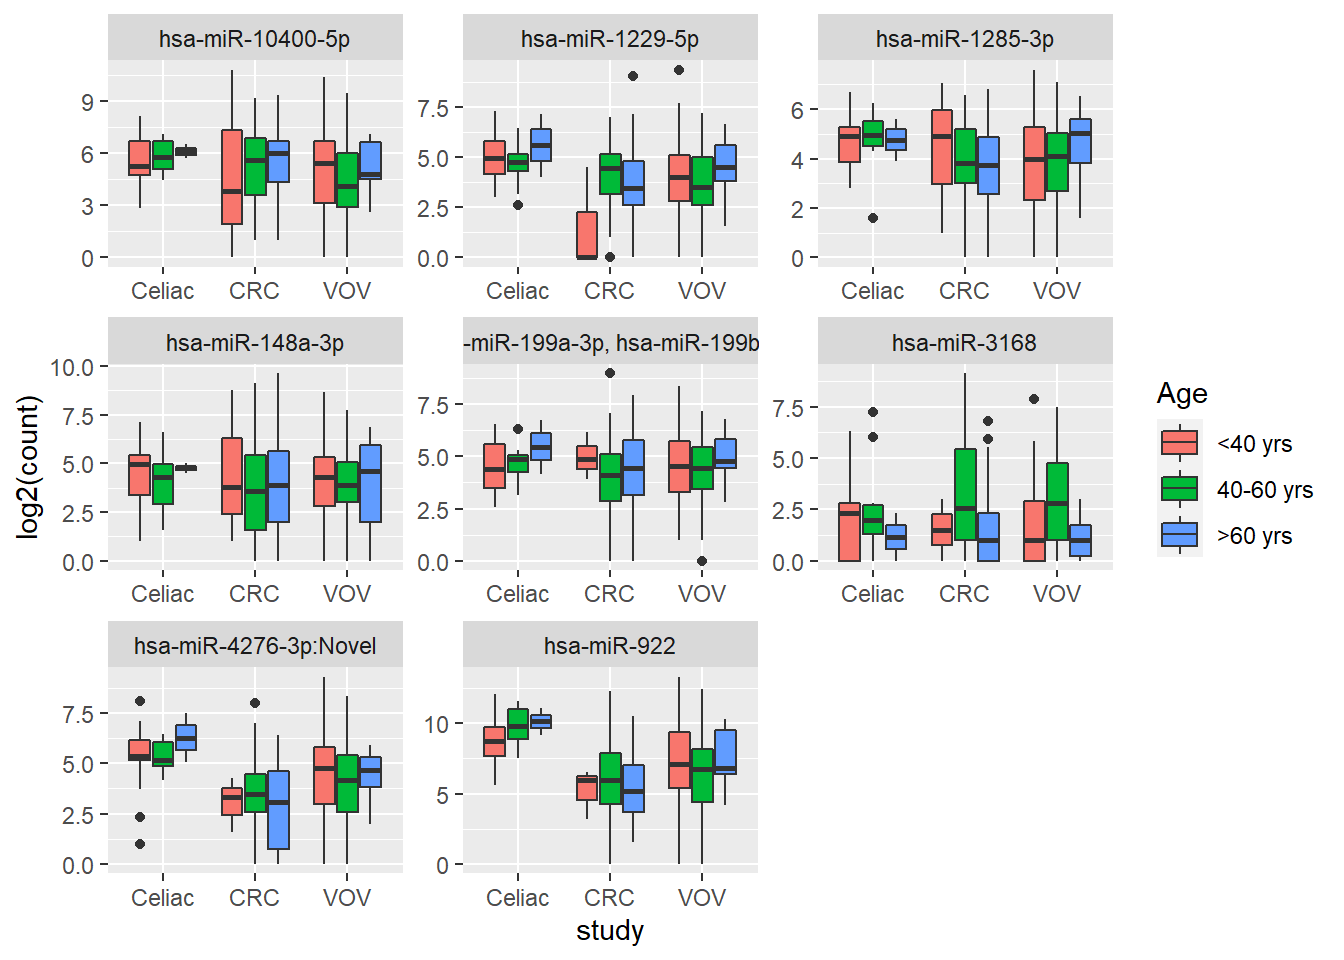 hsa-miR-10400-5p
hsa-miR-1229-5p
hsa-miR-1285-3p
9
6
3
0
7.5
5.0
2.5
0.0
6
4
2
0
Celiac CRC VOV
Celiac CRC VOV
Celiac CRC VOV
hsa-miR-148a-3p
-miR-199a-3p, hsa-miR-199b
hsa-miR-3168
10.0
7.5
5.0
2.5
0.0
7.5
5.0
2.5
0.0
7.5
5.0
2.5
0.0
Celiac CRC VOV
Celiac CRC VOV
Celiac CRC VOV
hsa-miR-4276-3p:Novel
hsa-miR-922
7.5
5.0
2.5
0.0
10
5
0
Celiac CRC VOV
Celiac CRC VOV
log2(count)
study
Age
<40 yrs
40-60 yrs
>60 yrs